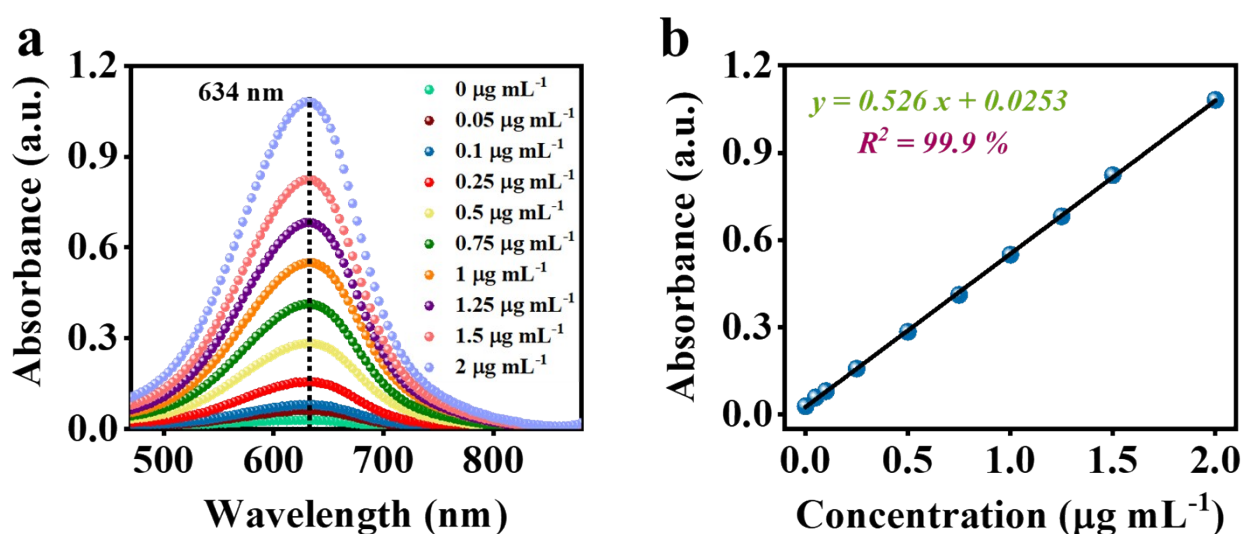 a
Absorbance (a.u.)
1.2
0.9
0.6
0.3
0.0
634 nm
0 μg mL⁻¹
0.05 μg mL⁻¹
0.1 μg mL⁻¹
0.25 μg mL⁻¹
0.5 μg mL⁻¹
0.75 μg mL⁻¹
1 μg mL⁻¹
1.25 μg mL⁻¹
1.5 μg mL⁻¹
2 μg mL⁻¹
500 600 700 800
Wavelength (nm)
b
Absorbance (a.u.)
1.2
0.9
0.6
0.3
0.0
y = 0.526 x + 0.0253
R² = 99.9 %
0.0 0.5 1.0 1.5 2.0
Concentration (μg mL⁻¹)